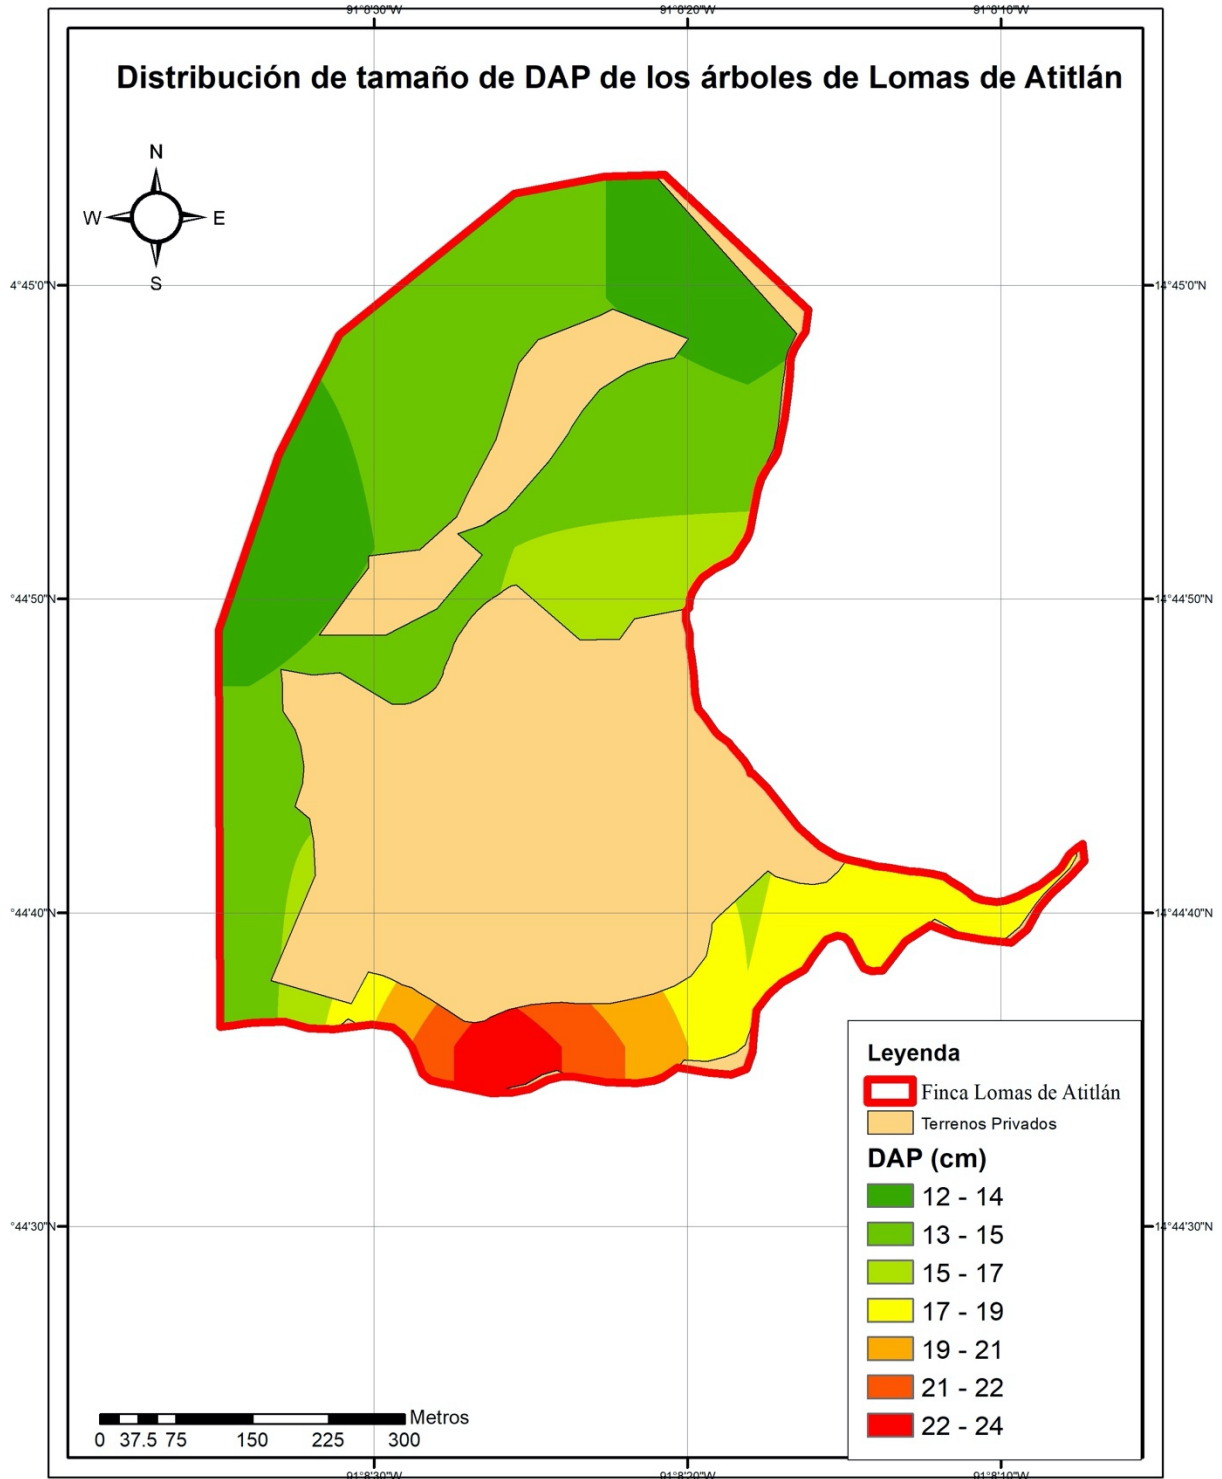 91°8'30"W 91°8'20"W 91°8'10"W
Distribución de tamaño de DAP de los árboles de Lomas de Atitlán
N
W E
S
4°45'0"N 14°45'0"N
°44'50"N 14°44'50"N
°44'40"N 14°44'40"N
Leyenda
Finca Lomas de Atitlán
Terrenos Privados
DAP (cm)
12 - 14
°44'30"N 14°44'30"N
13 - 15
15 - 17
17 - 19
19 - 21
21 - 22
22 - 24
Metros
0 37.5 75 150 225 300
91°8'30"W 91°8'20"W 91°8'10"W